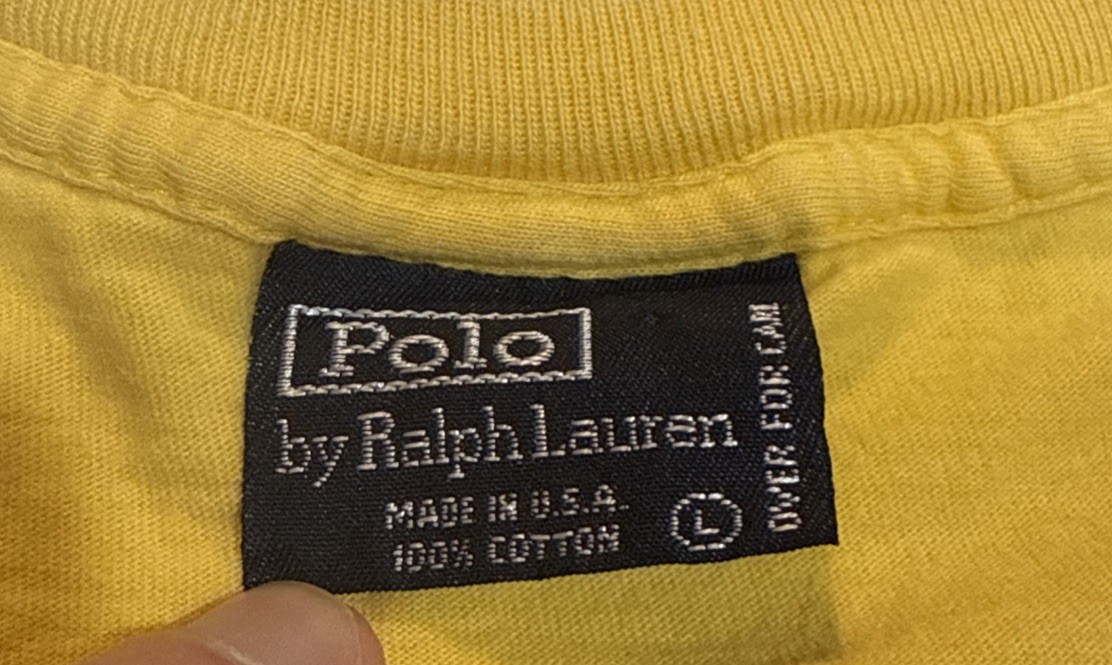 Polo
by Ralph Lauren
MADE IN U.S.A.
100% COTTON
L
OVER FOR CARE